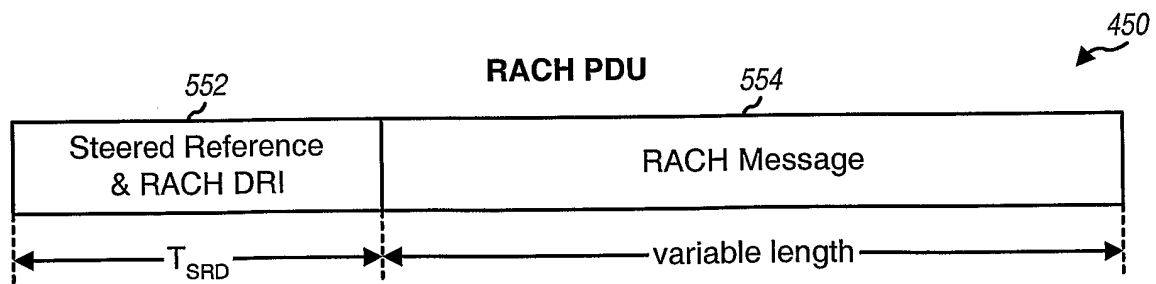 450
RACH PDU
552
554
Steered Reference
& RACH DRI
RACH Message
T_SRD
variable length